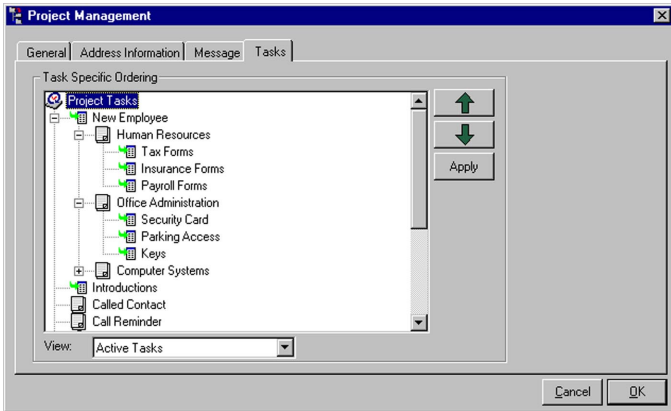 Project Management
General Address Information Message Tasks
Task Specific Ordering
Project Tasks
New Employee
Human Resources
Tax Forms
Insurance Forms
Payroll Forms
Apply
Office Administration
Security Card
Parking Access
Keys
Computer Systems
Introductions
Called Contact
Call Reminder
View: Active Tasks
Cancel OK